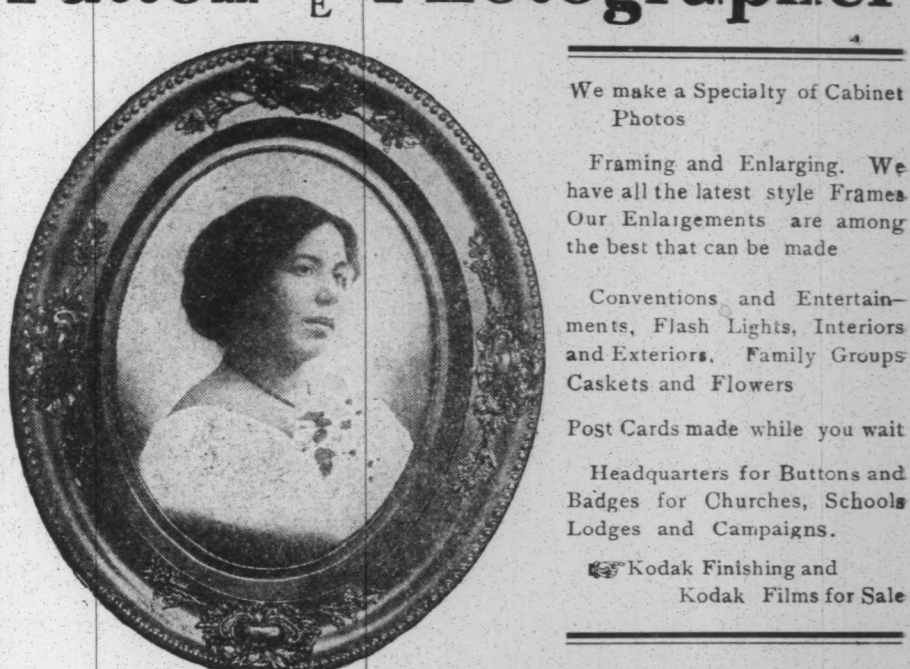 E
We make a Specialty of Cabinet
Photos
Framing and Enlarging. We
have all the latest style Frames
Our Enlargements are among
the best that can be made
Conventions and Entertain—
ments, Flash Lights, Interiors
and Exteriors. Family Groups
Caskets and Flowers
Post Cards made while you wait
Headquarters for Buttons and
Badges for Churches, Schools
Lodges and Campaigns.
Kodak Finishing and
Kodak Films for Sale